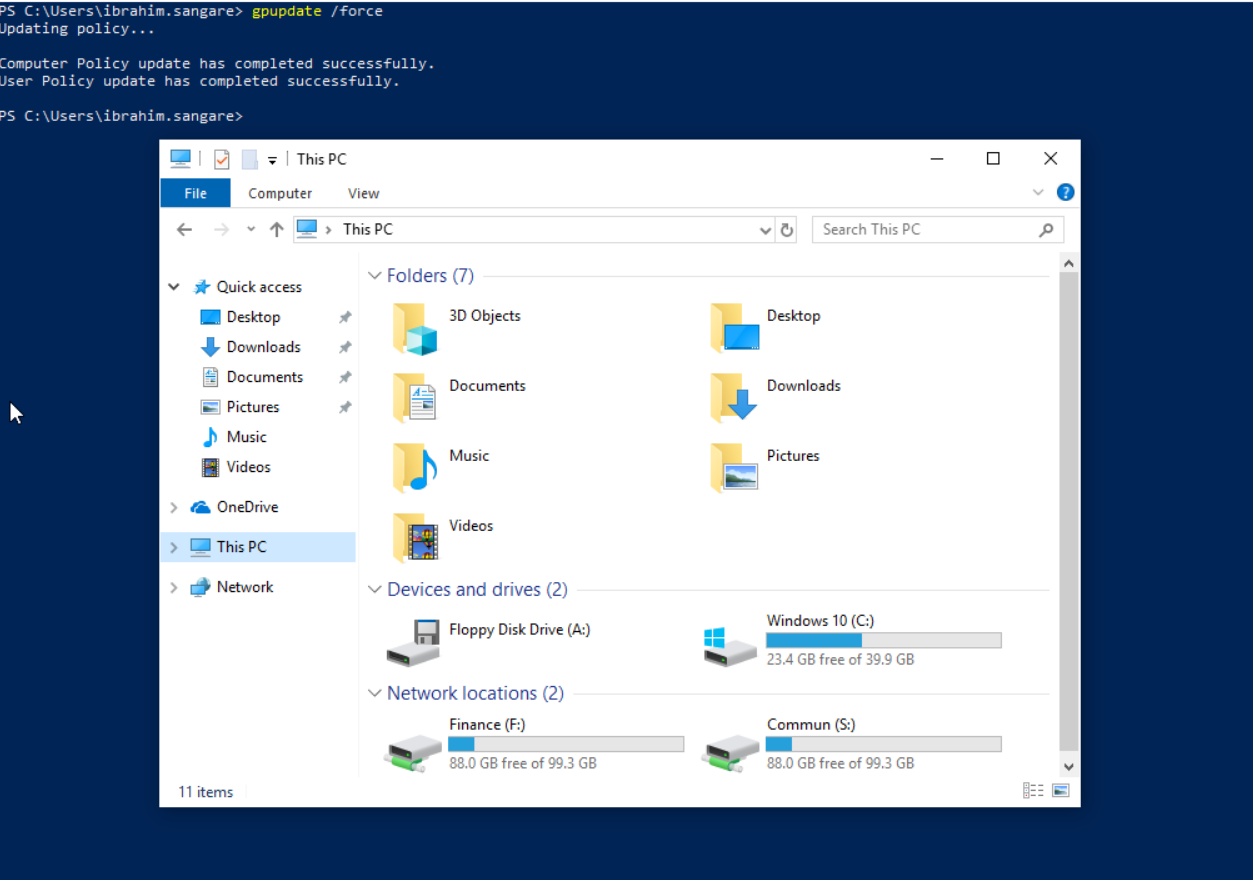 PS C:\Users\ibrahim.sangare> gpupdate /force
Updating policy...
Computer Policy update has completed successfully.
User Policy update has completed successfully.
PS C:\Users\ibrahim.sangare>
This PC
File Computer View
This PC
Search This PC
Quick access
Desktop
Downloads
Documents
Pictures
Music
Videos
OneDrive
This PC
Network
Folders (7)
3D Objects Desktop
Documents Downloads
Music Pictures
Videos
Devices and drives (2)
Floppy Disk Drive (A:) Windows 10 (C:)
23.4 GB free of 39.9 GB
Network locations (2)
Finance (F:) Commun (S:)
88.0 GB free of 99.3 GB 88.0 GB free of 99.3 GB
11 items